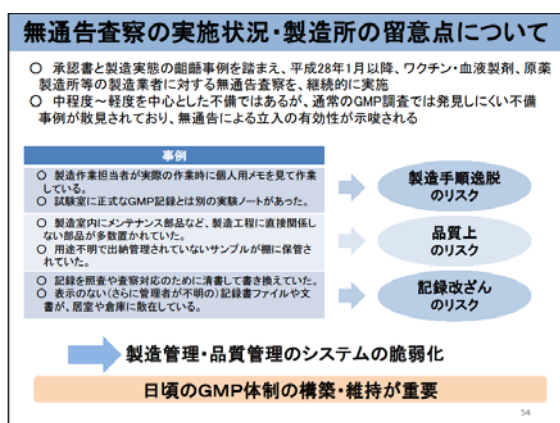 無通告査察の実施状況・製造所の留意点について
○ 承認書と製造実態の齟齬事例を踏まえ、平成28年1月以降、ワクチン・血液製剤、原薬
製造所等の製造業者に対する無通告査察を、継続的に実施
○ 中程度～軽度を中心とした不備ではあるが、通常のGMP調査では発見しにくい不備
事例が散見されており、無通告による立入の有効性が示唆される
事例
○ 製造作業担当者が実際の作業時に個人用メモを見て作業
している。
○ 試験室に正式なGMP記録とは別の実験ノートがあった。
製造手順逸脱
のリスク
○ 製造室内にメンテナンス部品など、製造工程に直接関係し
ない部品が多数置かれていた。
○ 用途不明で出納管理されていないサンプルが棚に保管さ
れていた。
品質上
のリスク
○ 記録を照査や査察対応のために清書して書き換えていた。
○ 表示のない(さらに管理者が不明の)記録書ファイルや文
書が、居室や倉庫に散在している。
記録改ざん
のリスク
製造管理・品質管理のシステムの脆弱化
日頃のGMP体制の構築・維持が重要
54